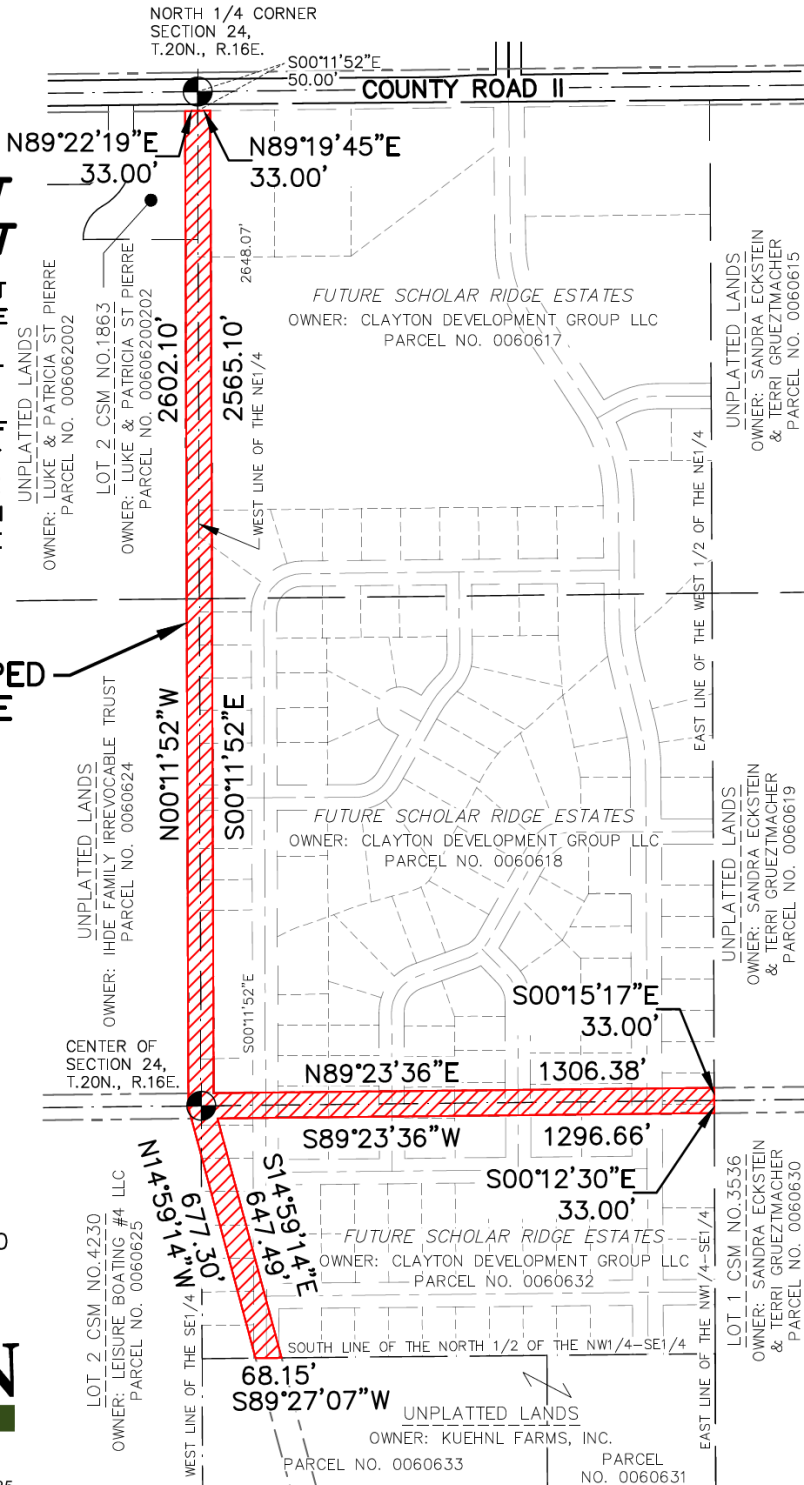 NORTH 1/4 CORNER
SECTION 24,
T.20N., R.16E.
S00°11'52"E
50.00'
COUNTY ROAD II
N89°22'19"E
33.00'
N89°19'45"E
33.00'
UNPLATTED LANDS
OWNER: LUKE & PATRICIA ST PIERRE
PARCEL NO. 006062002
LOT 2 CSM NO.1863
OWNER: LUKE & PATRICIA ST PIERRE
PARCEL NO. 00606200202
2602.10'
2565.10'
2648.07'
WEST LINE OF THE NE1/4
FUTURE SCHOLAR RIDGE ESTATES
OWNER: CLAYTON DEVELOPMENT GROUP LLC
PARCEL NO. 0060617
UNPLATTED LANDS
OWNER: SANDRA ECKSTEIN
& TERRI GRUEZTMACHER
PARCEL NO. 0060615
EAST LINE OF THE WEST 1/2 OF THE NE1/4
PED
E
N00°11'52"W
S00°11'52"E
UNPLATTED LANDS
OWNER: IHDE FAMILY IRREVOCABLE TRUST
PARCEL NO. 0060624
FUTURE SCHOLAR RIDGE ESTATES
OWNER: CLAYTON DEVELOPMENT GROUP LLC
PARCEL NO. 0060618
UNPLATTED LANDS
OWNER: SANDRA ECKSTEIN
& TERRI GRUEZTMACHER
PARCEL NO. 0060619
S00°11'52"E
S00°15'17"E
33.00'
CENTER OF
SECTION 24,
T.20N., R.16E.
N89°23'36"E 1306.38'
S89°23'36"W 1296.66'
S00°12'30"E
33.00'
N14°59'14"W
677.30'
S14°59'14"E
647.49'
LOT 2 CSM NO.4230
OWNER: LEISURE BOATING #4 LLC
PARCEL NO. 0060625
WEST LINE OF THE SE1/4
FUTURE SCHOLAR RIDGE ESTATES
OWNER: CLAYTON DEVELOPMENT GROUP LLC
PARCEL NO. 0060632
EAST LINE OF THE NW1/4-SE1/4
LOT 1 CSM NO.3536
OWNER: SANDRA ECKSTEIN
& TERRI GRUEZTMACHER
PARCEL NO. 0060630
SOUTH LINE OF THE NORTH 1/2 OF THE NW1/4-SE1/4
68.15'
S89°27'07"W
UNPLATTED LANDS
OWNER: KUEHNL FARMS, INC.
PARCEL NO. 0060633
PARCEL
NO. 0060631
N